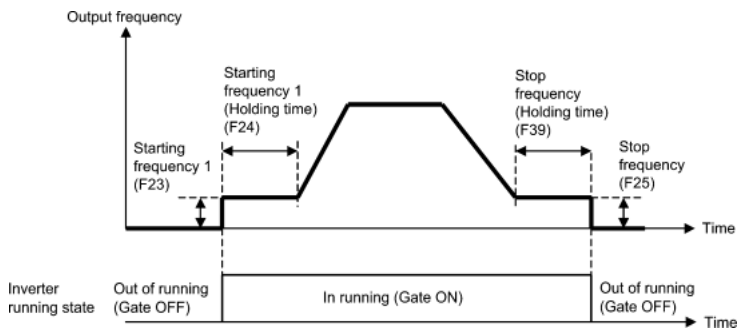 Output frequency
Starting
frequency 1
(Holding time)
(F24)
Stop
frequency
(Holding time)
(F39)
Starting
frequency 1
(F23)
Stop
frequency
(F25)
Time
Inverter
running state
Out of running
(Gate OFF)
In running (Gate ON)
Out of running
(Gate OFF)
Time